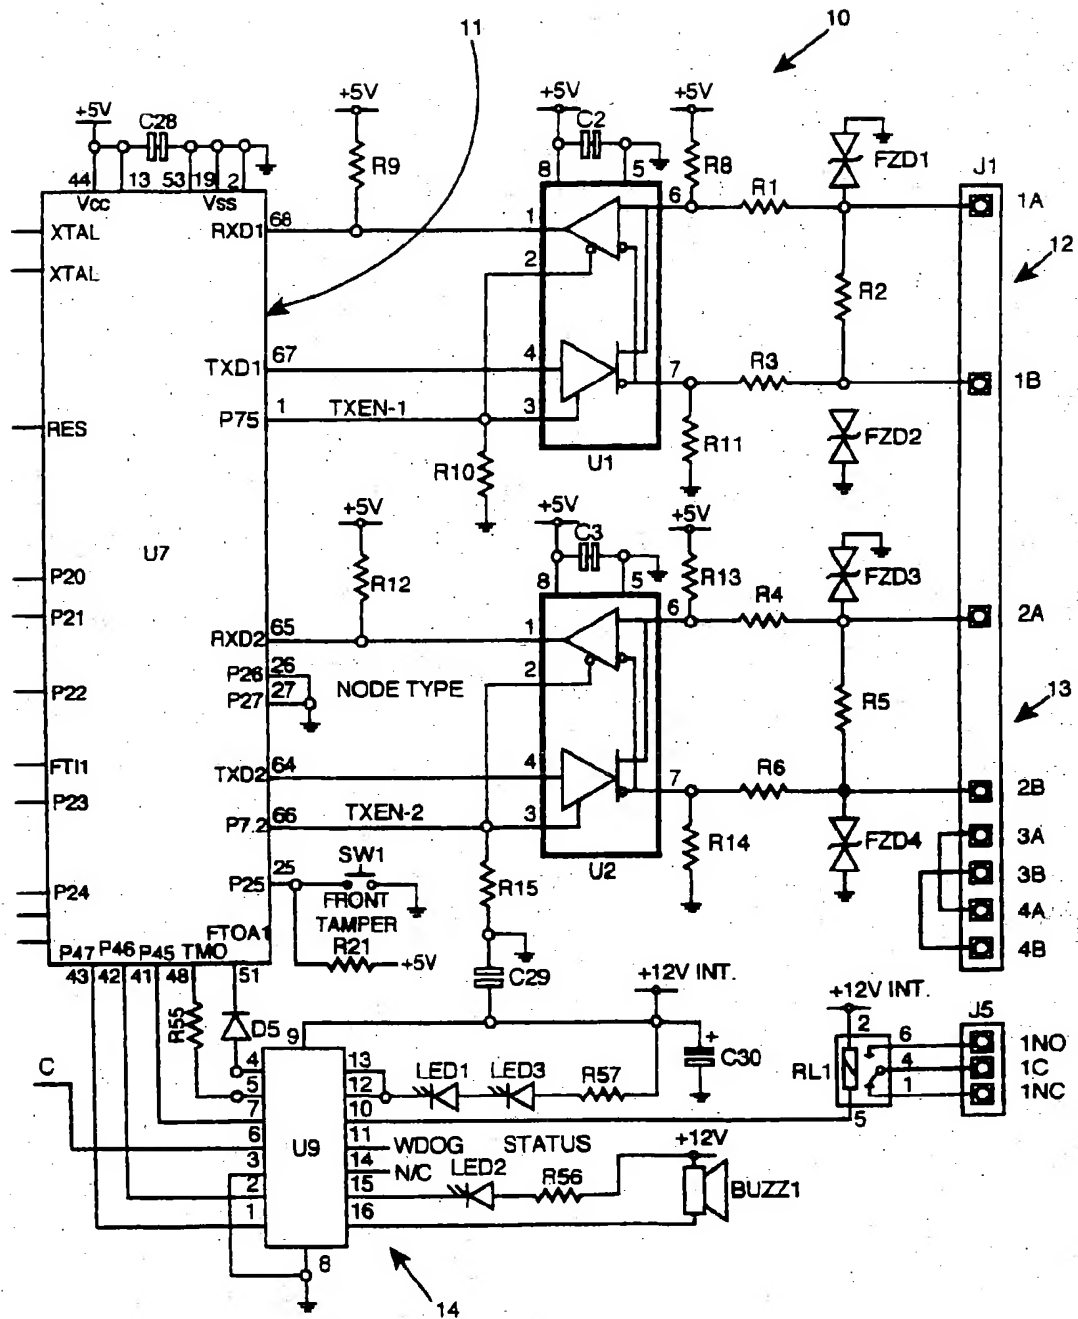 11
10
+5V
C28
+5V
+5V
C2
+5V
FZD1
J1
44
13
53
19
2
R9
8
5
R8
Vcc
Vss
6
R1
1A
XTAL
RXD1
68
1
12
XTAL
2
R2
TXD1
67
4
7
R3
1B
P75
1
TXEN-1
3
RES
R10
R11
FZD2
U1
+5V
+5V
C3
+5V
U7
8
5
R13
FZD3
P20
R12
6
R4
P21
2A
RXD2
65
1
P26
26
2
P22
P27
27
NODE TYPE
R5
13
FTI1
TXD2
64
4
7
R6
2B
P23
P7.2
66
TXEN-2
3
3A
SW1
R14
FZD4
P25
25
R15
U2
3B
P24
FRONT
TAMPER
4A
FTOA1
R21
+5V
4B
P47
P46
P45
TMO
43
42
41
48
51
C29
+12V INT.
+12V INT.
R55
D5
9
+
C30
2
J5
6
1NO
C
4
13
LED1
LED3
R57
RL1
4
1C
5
12
1
1NC
7
10
5
6
U9
11
WDOG
STATUS
+12V
3
14
N/C
LED2
2
15
R56
BUZZ1
1
16
8
14